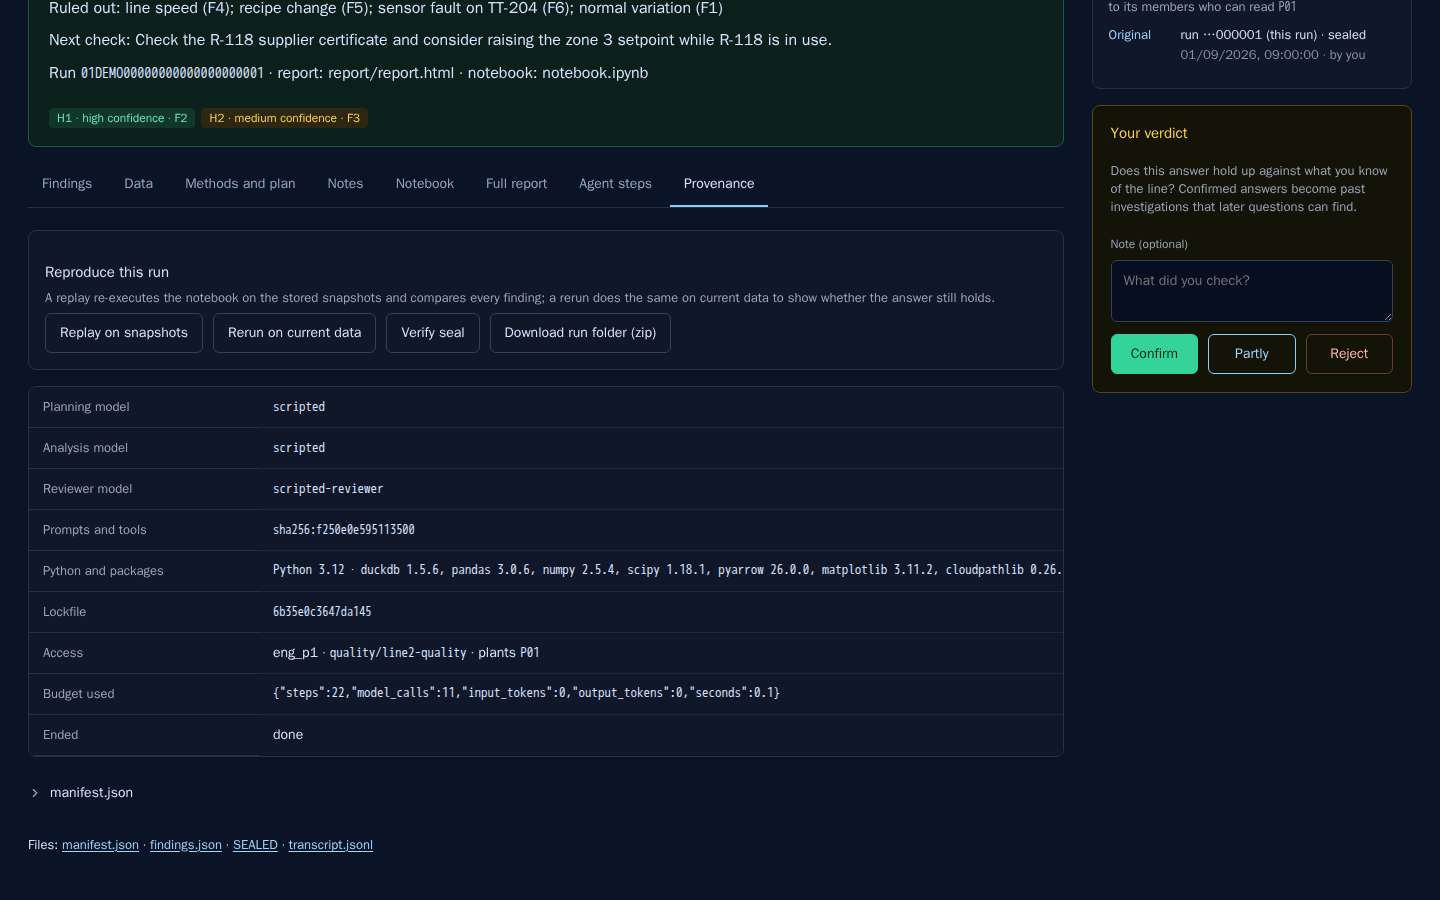 Ruled out: line speed (F4); recipe change (F5); sensor fault on TT-204 (F6); normal variation (F1)
Next check: Check the R-118 supplier certificate and consider raising the zone 3 setpoint while R-118 is in use.
Run 01DEMO00000000000000000001 · report: report/report.html · notebook: notebook.ipynb
H1 · high confidence · F2
H2 · medium confidence · F3
Findings
Data
Methods and plan
Notes
Notebook
Full report
Agent steps
Provenance
Reproduce this run
A replay re-executes the notebook on the stored snapshots and compares every finding; a rerun does the same on current data to show whether the answer still holds.
Replay on snapshots
Rerun on current data
Verify seal
Download run folder (zip)
Planning model scripted
Analysis model scripted
Reviewer model scripted-reviewer
Prompts and tools sha256:f250e0e595113500
Python and packages Python 3.12 · duckdb 1.5.6, pandas 3.0.6, numpy 2.5.4, scipy 1.18.1, pyarrow 26.0.0, matplotlib 3.11.2, cloudpathlib 0.26.
Lockfile 6b35e0c3647da145
Access eng_p1 · quality/line2-quality · plants P01
Budget used {"steps":22,"model_calls":11,"input_tokens":0,"output_tokens":0,"seconds":0.1}
Ended done
manifest.json
Files: manifest.json · findings.json · SEALED · transcript.jsonl
to its members who can read P01
Original run ···000001 (this run) · sealed
01/09/2026, 09:00:00 · by you
Your verdict
Does this answer hold up against what you know
of the line? Confirmed answers become past
investigations that later questions can find.
Note (optional)
What did you check?
Confirm
Partly
Reject